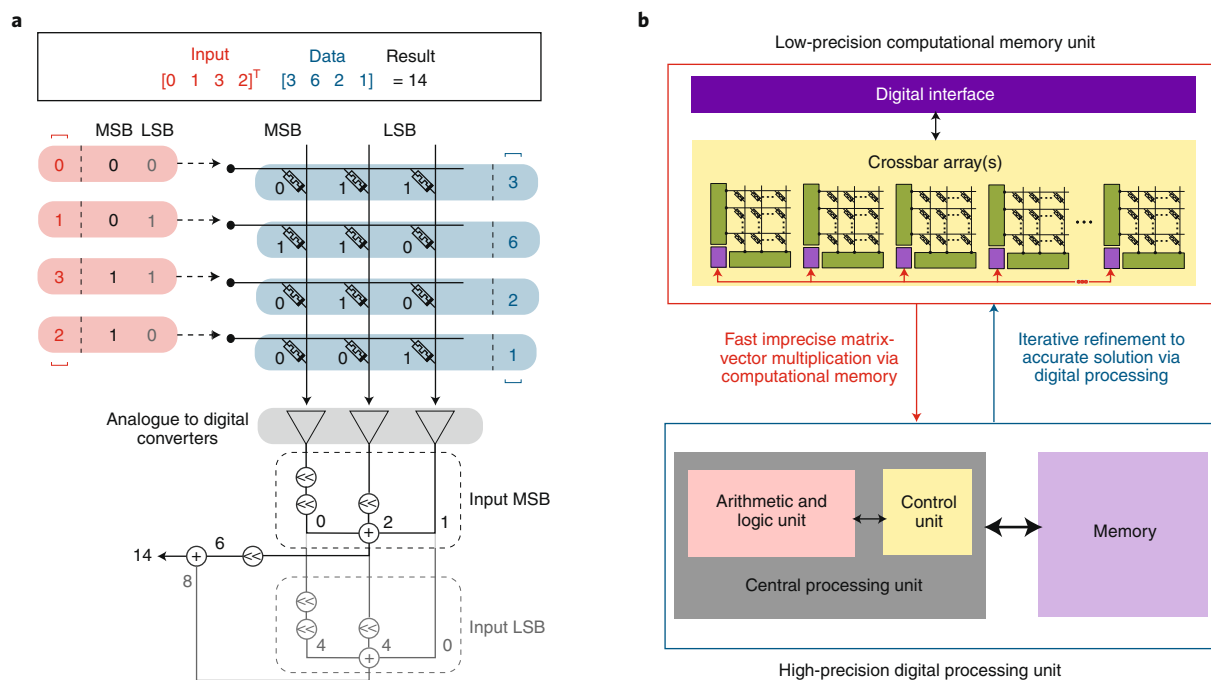 a
Input Data Result
[0 1 3 2]ᵀ [3 6 2 1] = 14
MSB LSB MSB LSB
0 0 0 0 1 1 3
1 0 1 1 1 0 6
3 1 1 0 1 0 2
2 1 0 0 0 1 1
Analogue to digital
converters
<<
<< <<
Input MSB
0 2 1
+
14 + 6 <<
8
<<
<< <<
Input LSB
4 4 0
+
b
Low-precision computational memory unit
Digital interface
Crossbar array(s)
...
Fast imprecise matrix-
vector multiplication via
computational memory
Iterative refinement to
accurate solution via
digital processing
Arithmetic and
logic unit
Control
unit
Central processing unit
Memory
High-precision digital processing unit